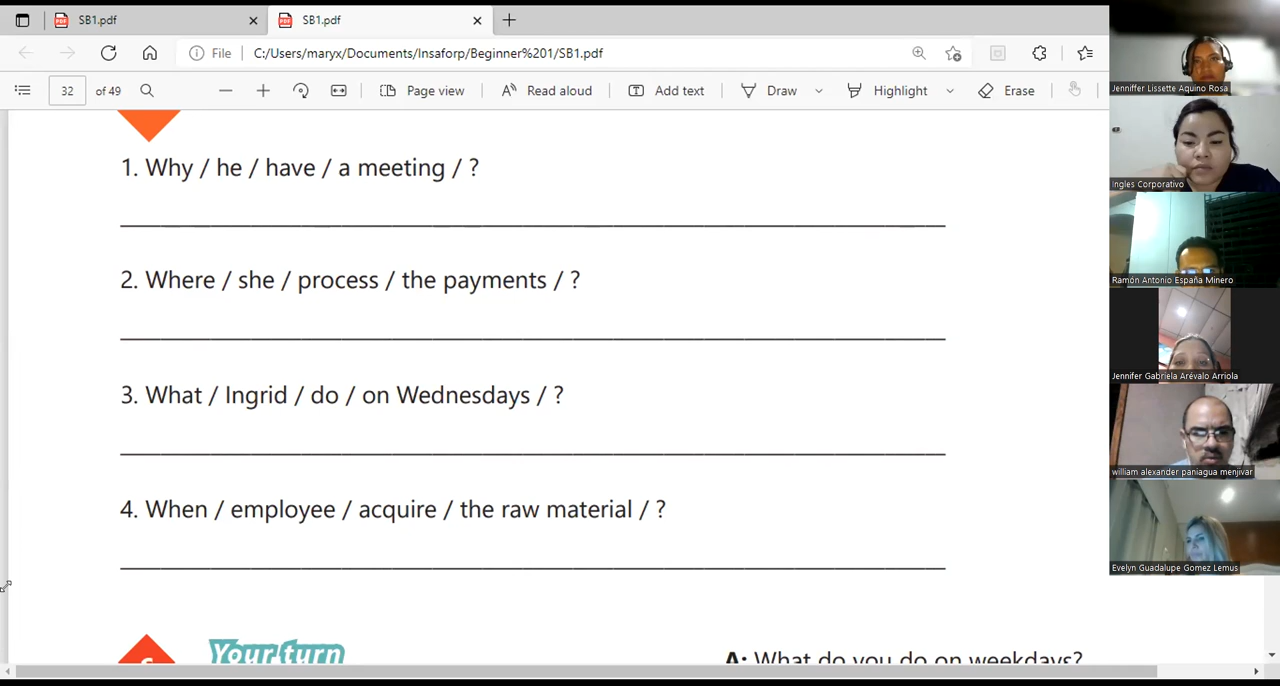 SB1.pdf
SB1.pdf
File
C:/Users/maryx/Documents/Insaforp/Beginner%201/SB1.pdf
32 of 49
Page view
Read aloud
Add text
Draw
Highlight
Erase
1. Why / he / have / a meeting / ?
2. Where / she / process / the payments / ?
3. What / Ingrid / do / on Wednesdays / ?
4. When / employee / acquire / the raw material / ?
6
Your turn
A: What do you do on weekdays?
Jenniffer Lissette Aquino Rosa
Ingles Corporativo
Ramón Antonio España Minero
Jennifer Gabriela Arévalo Arriola
william alexander paniagua menjivar
Evelyn Guadalupe Gomez Lemus